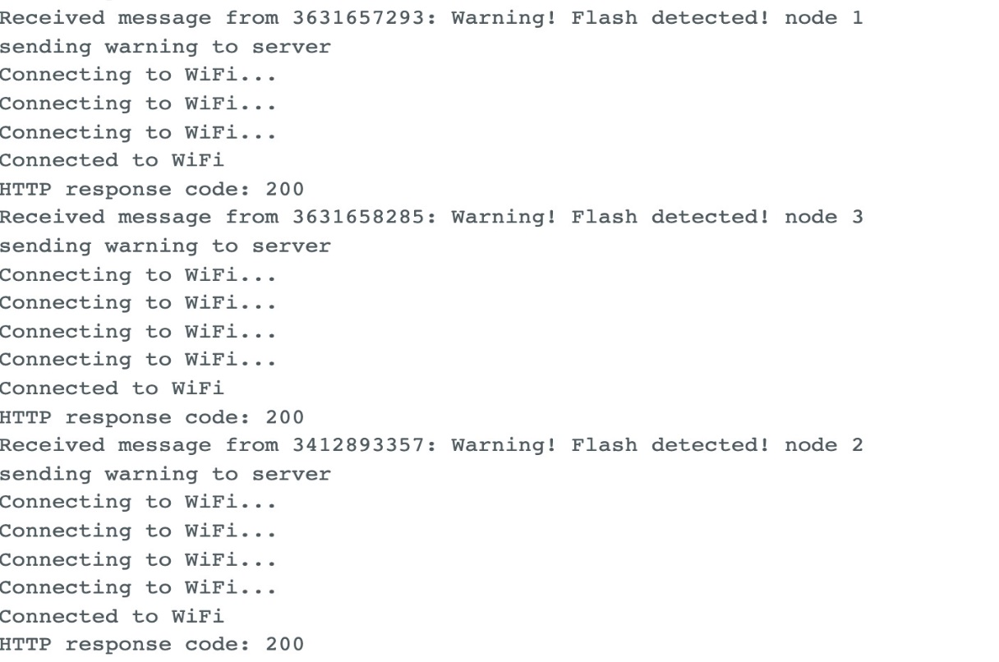 Received message from 3631657293: Warning! Flash detected! node 1
sending warning to server
Connecting to WiFi...
Connecting to WiFi...
Connecting to WiFi...
Connected to WiFi
HTTP response code: 200
Received message from 3631658285: Warning! Flash detected! node 3
sending warning to server
Connecting to WiFi...
Connecting to WiFi...
Connecting to WiFi...
Connecting to WiFi...
Connected to WiFi
HTTP response code: 200
Received message from 3412893357: Warning! Flash detected! node 2
sending warning to server
Connecting to WiFi...
Connecting to WiFi...
Connecting to WiFi...
Connecting to WiFi...
Connected to WiFi
HTTP response code: 200